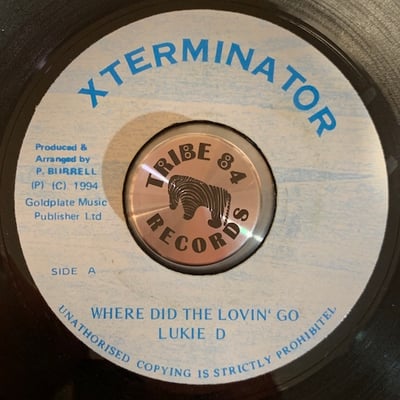 XTERMINATOR
Produced &
Arranged by
P. BURRELL
(P) (C) 1994
Goldplate Music
Publisher Ltd
TRIBE 84
RECORDS
SIDE A
WHERE DID THE LOVIN' GO
LUKIE D
UNATHORISED COPYING IS STRICTLY PROHIBITEL